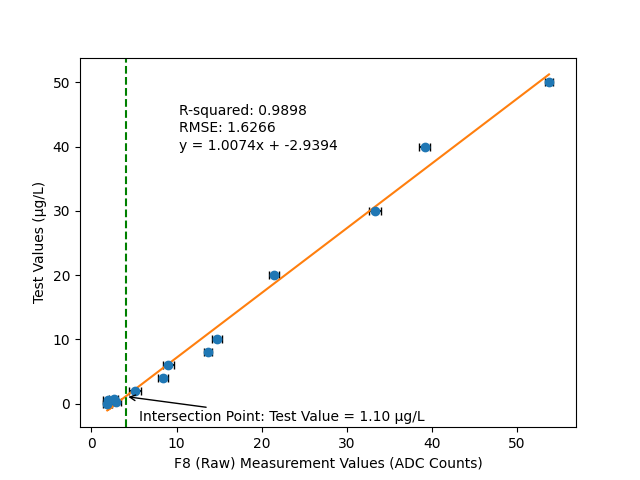 R-squared: 0.9898
RMSE: 1.6266
y = 1.0074x + -2.9394
50
40
30
20
10
0
Test Values (μg/L)
Intersection Point: Test Value = 1.10 μg/L
0 10 20 30 40 50
F8 (Raw) Measurement Values (ADC Counts)